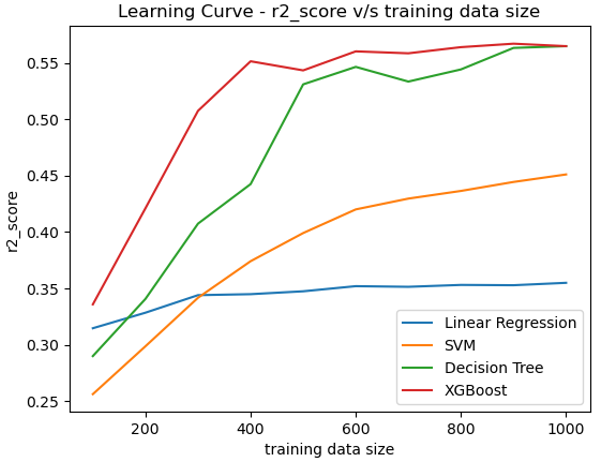 Learning Curve - r2_score v/s training data size
r2_score
0.55
0.50
0.45
0.40
0.35
0.30
0.25
200 400 600 800 1000
training data size
Linear Regression
SVM
Decision Tree
XGBoost